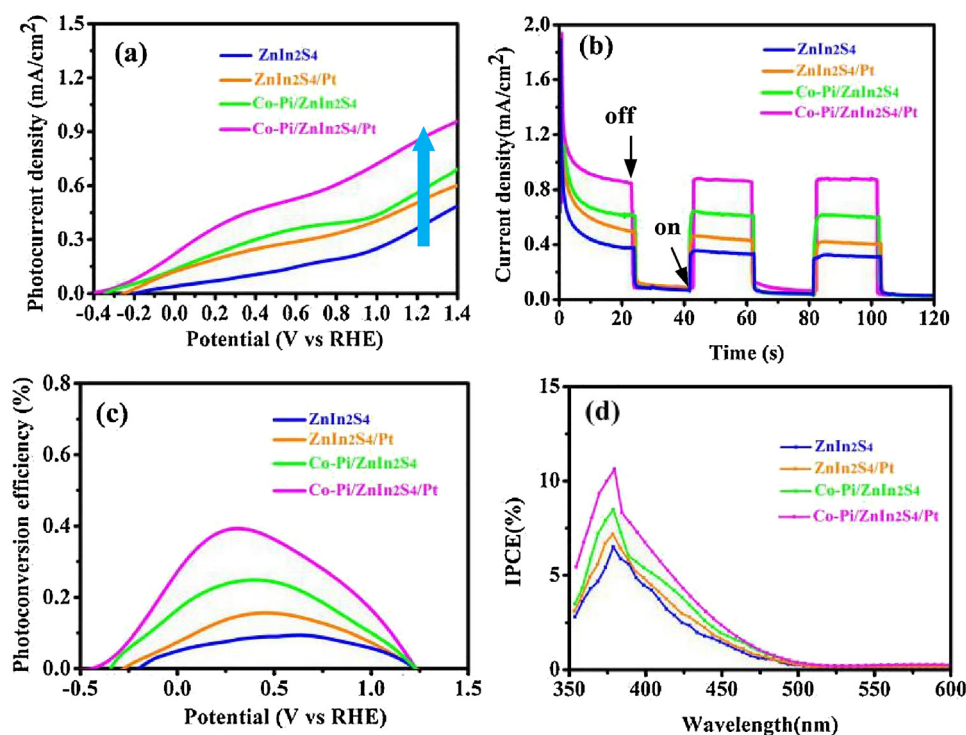 (a)
ZnIn2S4
ZnIn2S4/Pt
Co-Pi/ZnIn2S4
Co-Pi/ZnIn2S4/Pt
Photocurrent density (mA/cm²)
1.5
1.2
0.9
0.6
0.3
0.0
-0.4 -0.2 0.0 0.2 0.4 0.6 0.8 1.0 1.2 1.4
Potential (V vs RHE)
(b)
ZnIn2S4
ZnIn2S4/Pt
Co-Pi/ZnIn2S4
Co-Pi/ZnIn2S4/Pt
off
on
Current density(mA/cm²)
2.0
1.6
1.2
0.8
0.4
0.0
0 20 40 60 80 100 120
Time (s)
(c)
ZnIn2S4
ZnIn2S4/Pt
Co-Pi/ZnIn2S4
Co-Pi/ZnIn2S4/Pt
Photoconversion efficiency (%)
0.8
0.6
0.4
0.2
0.0
-0.5 0.0 0.5 1.0 1.5
Potential (V vs RHE)
(d)
ZnIn2S4
ZnIn2S4/Pt
Co-Pi/ZnIn2S4
Co-Pi/ZnIn2S4/Pt
IPCE(%)
15
10
5
0
350 400 450 500 550 600
Wavelength(nm)